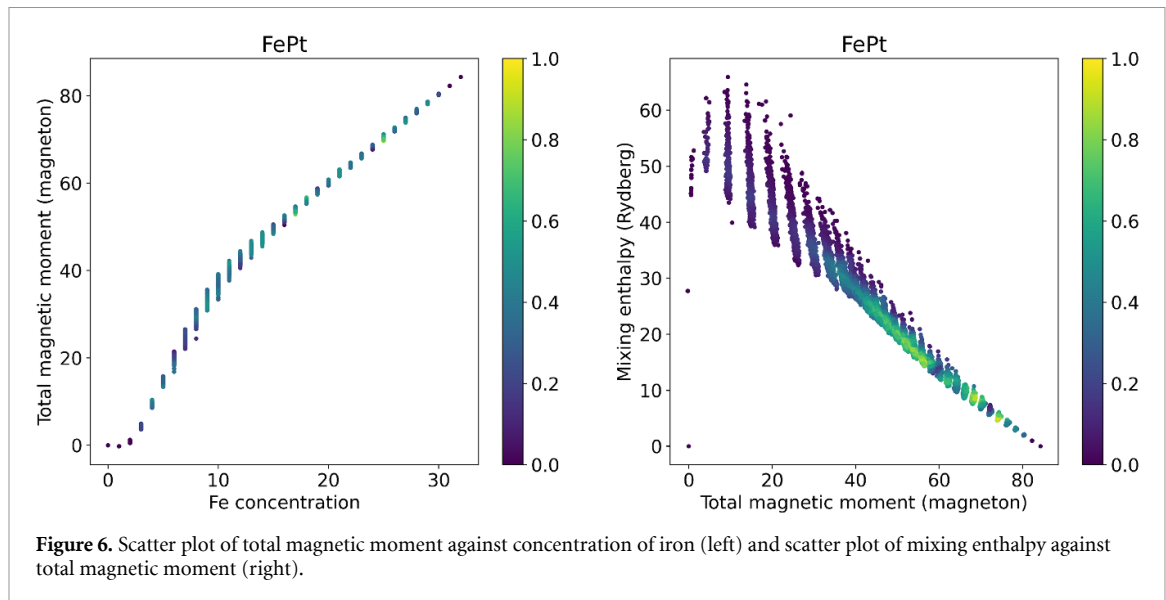 FePt
Total magnetic moment (magneton)
80
60
40
20
0
0 10 20 30
Fe concentration
1.0
0.8
0.6
0.4
0.2
0.0
FePt
Mixing enthalpy (Rydberg)
60
50
40
30
20
10
0
0 20 40 60 80
Total magnetic moment (magneton)
1.0
0.8
0.6
0.4
0.2
0.0
Figure 6. Scatter plot of total magnetic moment against concentration of iron (left) and scatter plot of mixing enthalpy against
total magnetic moment (right).